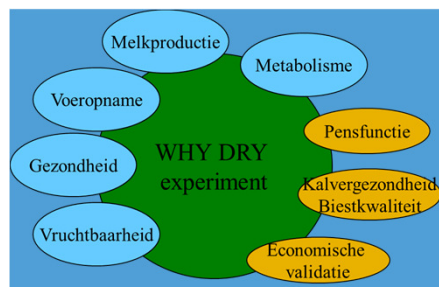 Melkproductie
Metabolisme
Voeropname
Pensfunctie
Gezondheid
WHY DRY
experiment
Kalvergezondheid
Biestkwaliteit
Vruchtbaarheid
Economische
validatie